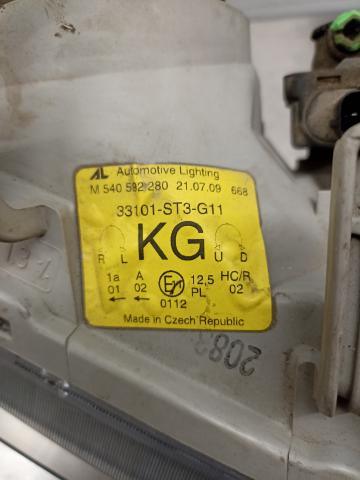 AL Automotive Lighting
M 540 592 280 21.07.09 668
33101-ST3-G11
KG
R L U D
1a A 12,5 HC/R
01 02 PL 02
0112
Made in Czech Republic